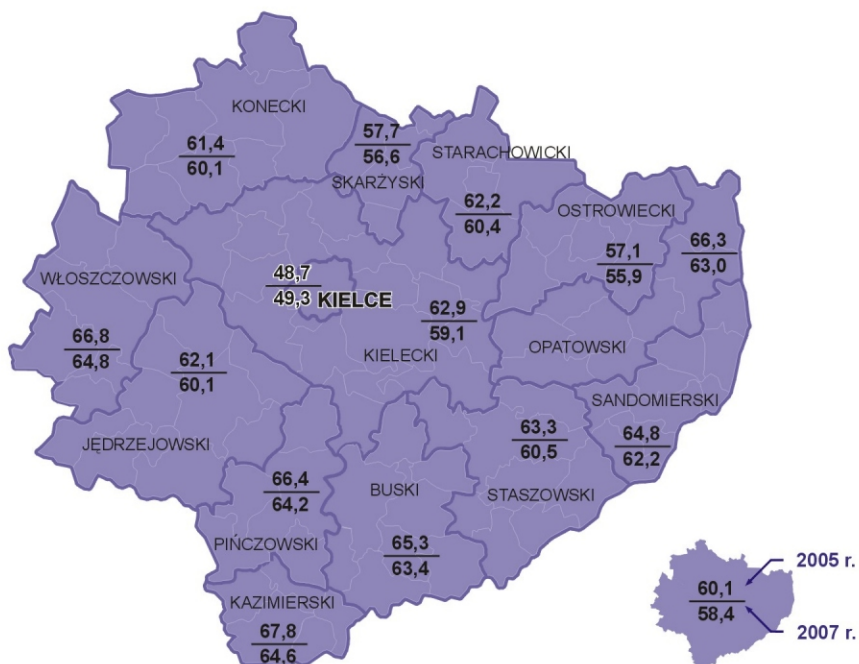 KONECKI
61,4
60,1
57,7
56,6
SKARŻYSKI
STARACHOWICKI
62,2
60,4
OSTROWIECKI
57,1
55,9
66,3
63,0
OPATOWSKI
WŁOSZCZOWSKI
66,8
64,8
48,7
49,3 KIELCE
62,9
59,1
KIELECKI
62,1
60,1
JĘDRZEJOWSKI
SANDOMIERSKI
64,8
62,2
63,3
60,5
STASZOWSKI
66,4
64,2
PIŃCZOWSKI
BUSKI
65,3
63,4
KAZIMIERSKI
67,8
64,6
2005 r.
60,1
58,4
2007 r.